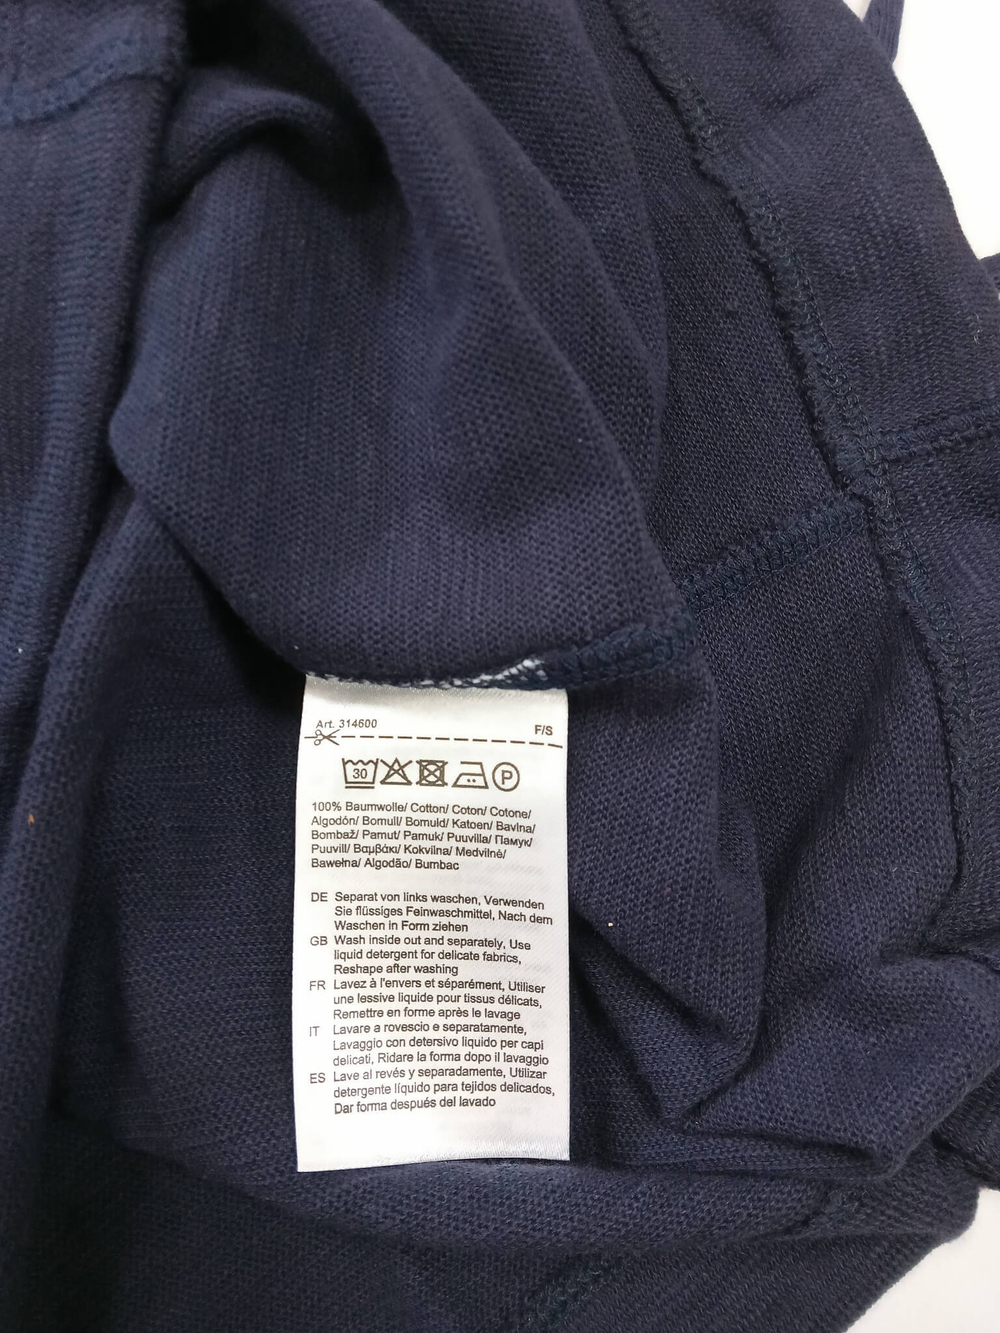 Art. 314600
F/S
30 P
100% Baumwolle/ Cotton/ Coton/ Cotone/
Algodón/ Bomull/ Bomuld/ Katoen/ Bavlna/
Bombaž/ Pamut/ Pamuk/ Puuvilla/ Памук/
Puuvill/ Βαμβάκι/ Kokvilna/ Medvilnė/
Bawełna/ Algodão/ Bumbac
DE Separat von links waschen, Verwenden
Sie flüssiges Feinwaschmittel, Nach dem
Waschen in Form ziehen
GB Wash inside out and separately, Use
liquid detergent for delicate fabrics,
Reshape after washing
FR Lavez à l'envers et séparément, Utiliser
une lessive liquide pour tissus délicats,
Remettre en forme après le lavage
IT Lavare a rovescio e separatamente,
Lavaggio con detersivo liquido per capi
delicati, Ridare la forma dopo il lavaggio
ES Lave al revés y separadamente, Utilizar
detergente líquido para tejidos delicados,
Dar forma después del lavado